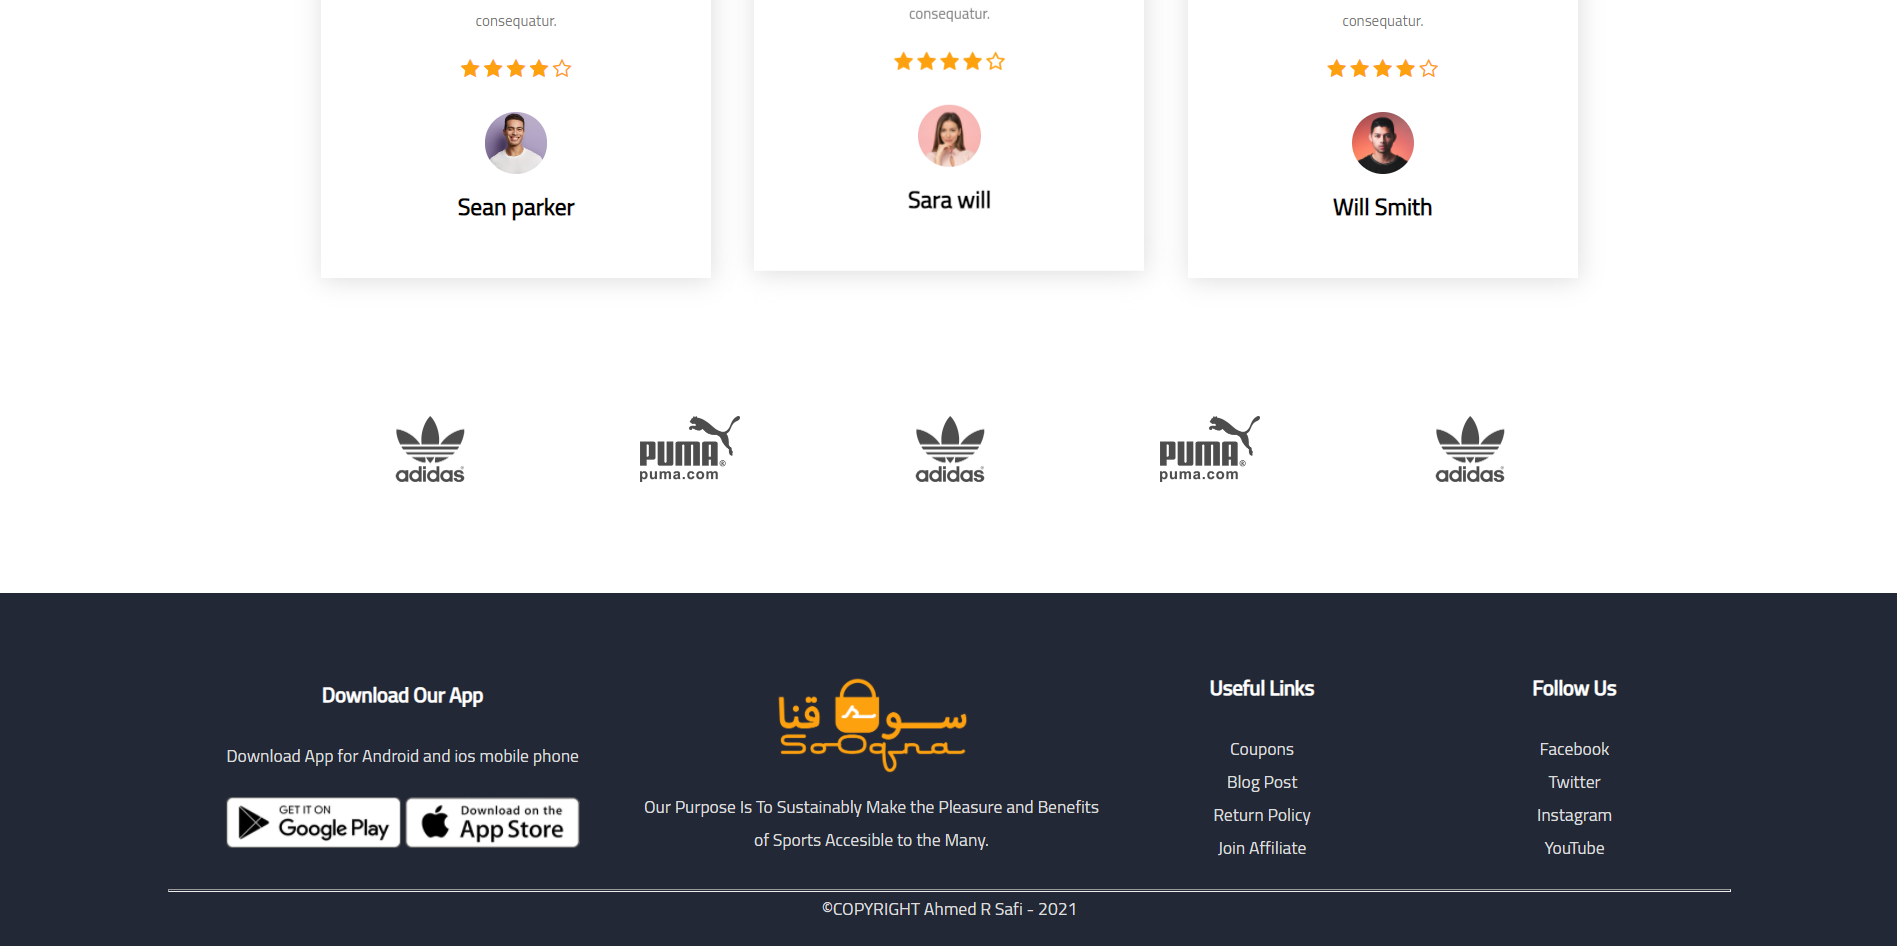 consequatur.
consequatur.
consequatur.
Sean parker
Sara will
Will Smith
adidas
PUMA®
puma.com
adidas
PUMA®
puma.com
adidas
Download Our App
Download App for Android and ios mobile phone
GET IT ON
Google Play
Download on the
App Store
سوقنا
SoOqna
Our Purpose Is To Sustainably Make the Pleasure and Benefits
of Sports Accesible to the Many.
Useful Links
Coupons
Blog Post
Return Policy
Join Affiliate
Follow Us
Facebook
Twitter
Instagram
YouTube
©COPYRIGHT Ahmed R Safi - 2021